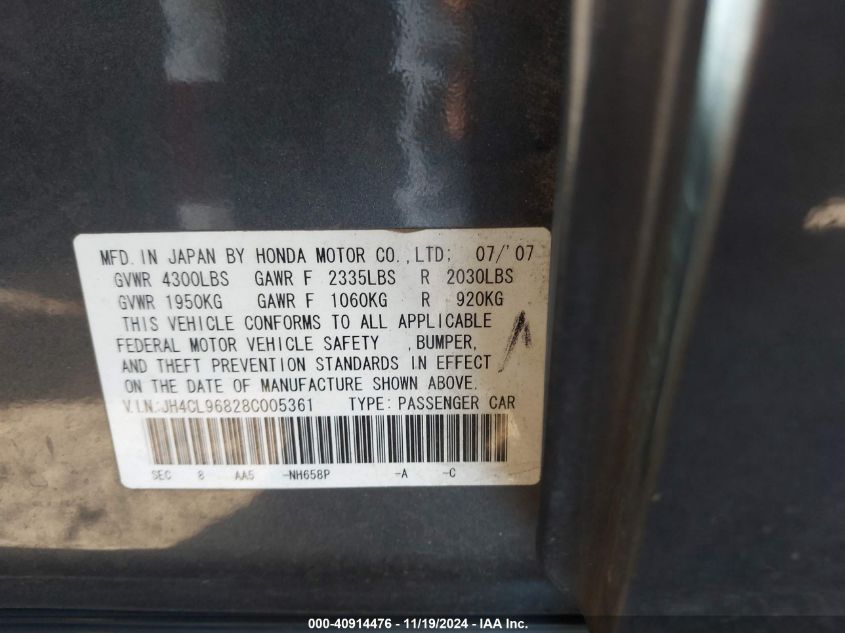 MFD. IN JAPAN BY HONDA MOTOR CO., LTD; 07/'07
GVWR 4300LBS GAWR F 2335LBS R 2030LBS
GVWR 1950KG GAWR F 1060KG R 920KG
THIS VEHICLE CONFORMS TO ALL APPLICABLE
FEDERAL MOTOR VEHICLE SAFETY ,BUMPER,
AND THEFT PREVENTION STANDARDS IN EFFECT
ON THE DATE OF MANUFACTURE SHOWN ABOVE.
V.I.N.:JH4CL96828C005361 TYPE: PASSENGER CAR
SEC 8 AA5 -NH658P -A -C
000-40914476 - 11/19/2024 - IAA Inc.